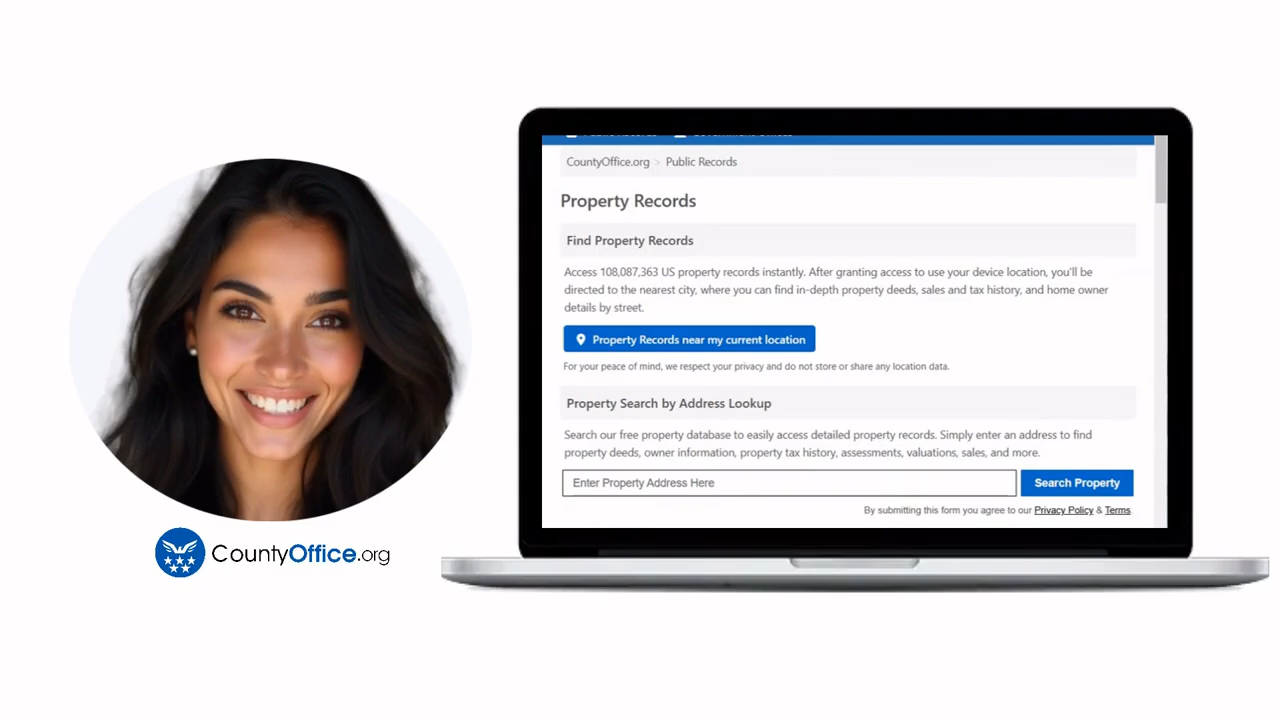 CountyOffice.org > Public Records
Property Records
Find Property Records
Access 108,087,363 US property records instantly. After granting access to use your device location, you'll be
directed to the nearest city, where you can find in-depth property deeds, sales and tax history, and home owner
details by street.
Property Records near my current location
For your peace of mind, we respect your privacy and do not store or share any location data.
Property Search by Address Lookup
Search our free property database to easily access detailed property records. Simply enter an address to find
property deeds, owner information, property tax history, assessments, valuations, sales, and more.
Enter Property Address Here
Search Property
By submitting this form you agree to our Privacy Policy & Terms
CountyOffice.org